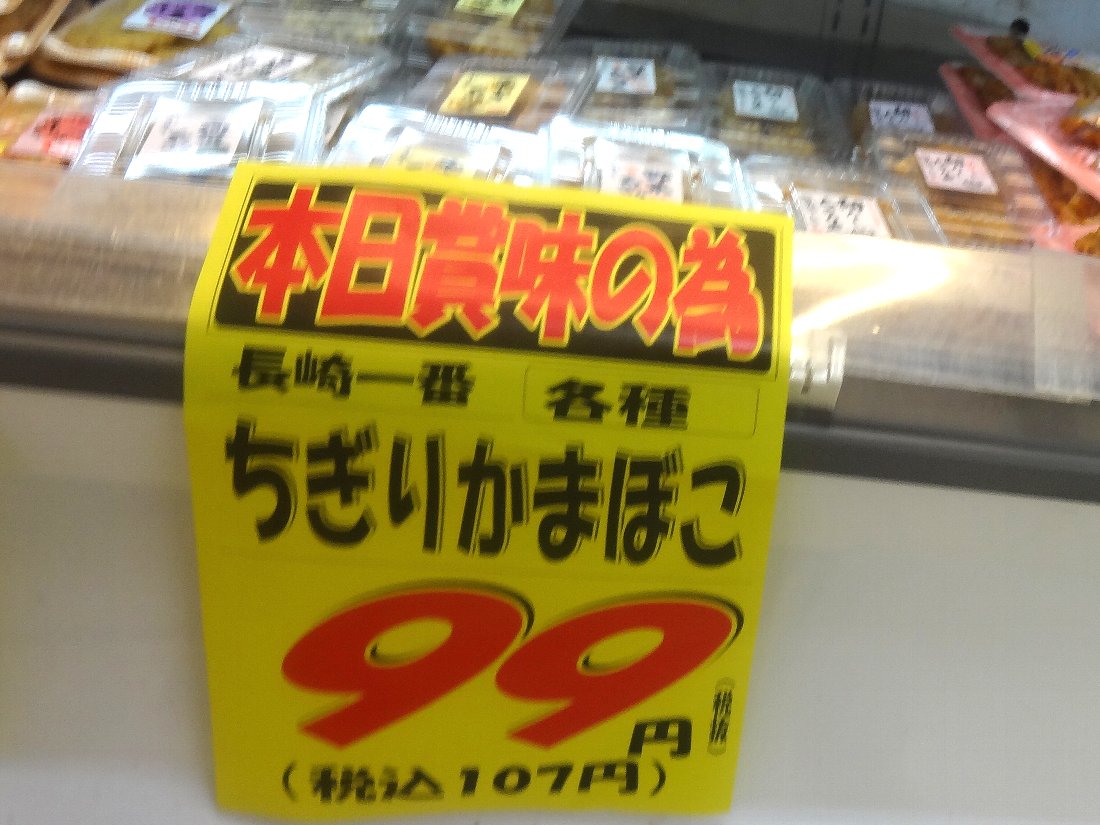 本日賞味の為
長崎一番 各種
ちぎりかまぼこ
99円(税抜)
(税込107円)